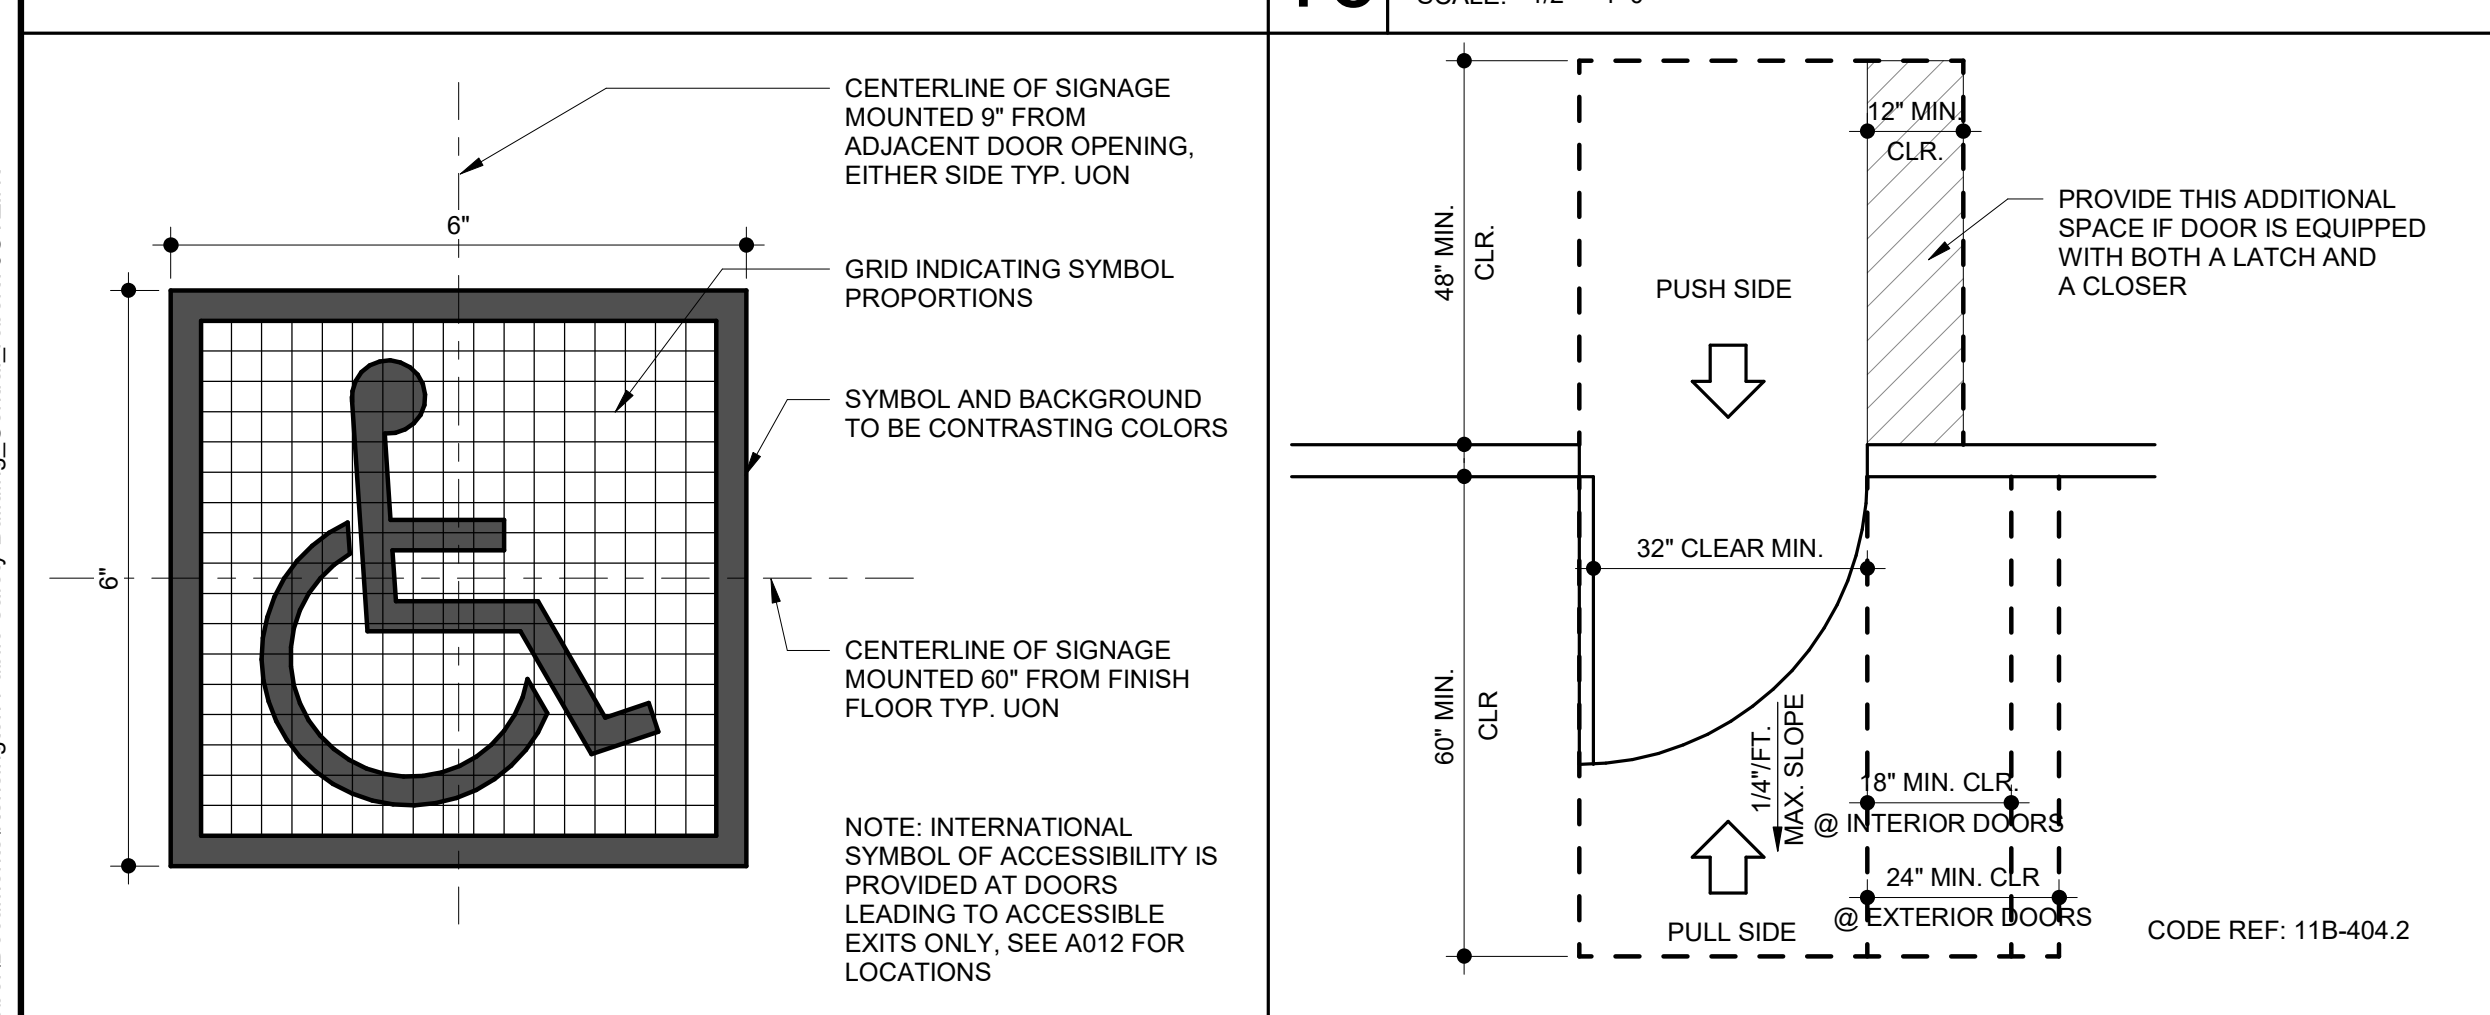 CENTERLINE OF SIGNAGE
MOUNTED 9" FROM
ADJACENT DOOR OPENING,
EITHER SIDE TYP. UON
6"
GRID INDICATING SYMBOL
PROPORTIONS
SYMBOL AND BACKGROUND
TO BE CONTRASTING COLORS
6"
CENTERLINE OF SIGNAGE
MOUNTED 60" FROM FINISH
FLOOR TYP. UON
NOTE: INTERNATIONAL
SYMBOL OF ACCESSIBILITY IS
PROVIDED AT DOORS
LEADING TO ACCESSIBLE
EXITS ONLY, SEE A012 FOR
LOCATIONS
12" MIN.
CLR.
48" MIN.
CLR.
PROVIDE THIS ADDITIONAL
SPACE IF DOOR IS EQUIPPED
WITH BOTH A LATCH AND
A CLOSER
PUSH SIDE
32" CLEAR MIN.
60" MIN.
CLR
1/4"/FT.
MAX. SLOPE
18" MIN. CLR.
@ INTERIOR DOORS
24" MIN. CLR
@ EXTERIOR DOORS
PULL SIDE
CODE REF: 11B-404.2